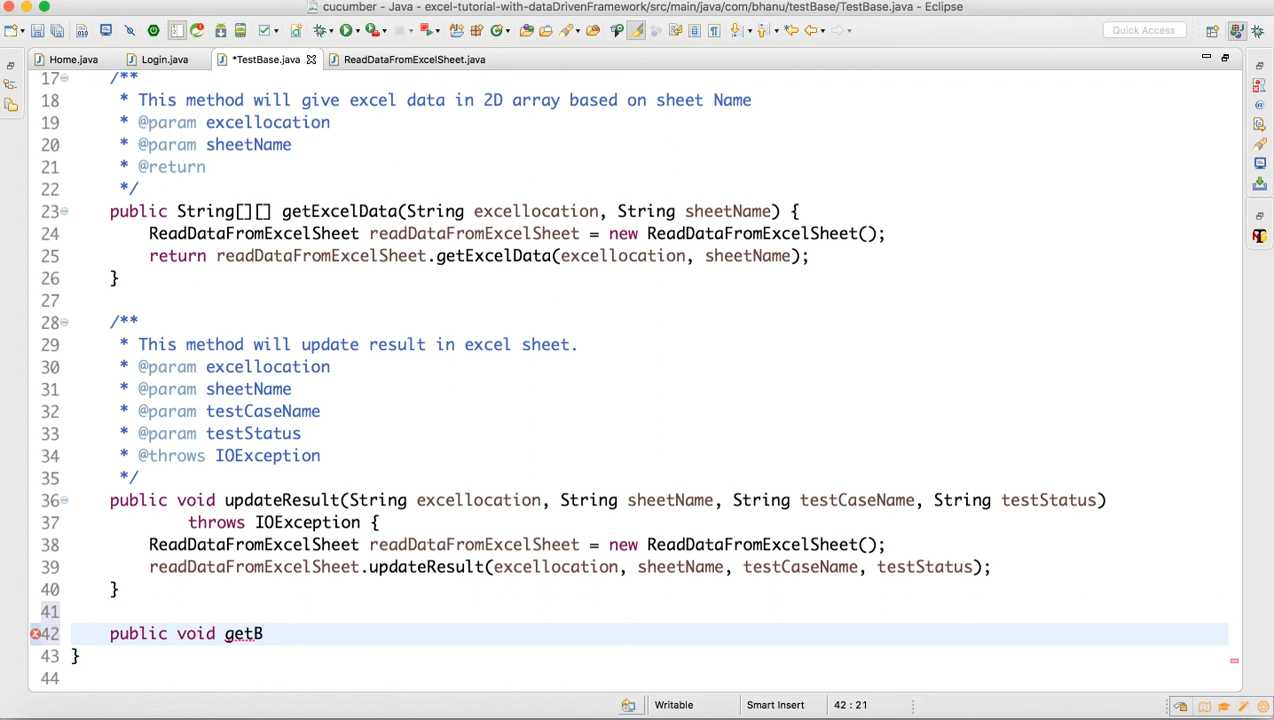 cucumber - Java - excel-tutorial-with-dataDrivenFramework/src/main/java/com/bhanu/testBase/TestBase.java - Eclipse
Quick Access
Home.java Login.java *TestBase.java ReadDataFromExcelSheet.java
17 /**
18 * This method will give excel data in 2D array based on sheet Name
19 * @param excellocation
20 * @param sheetName
21 * @return
22 */
23 public String[][] getExcelData(String excellocation, String sheetName) {
24 ReadDataFromExcelSheet readDataFromExcelSheet = new ReadDataFromExcelSheet();
25 return readDataFromExcelSheet.getExcelData(excellocation, sheetName);
26 }
27
28 /**
29 * This method will update result in excel sheet.
30 * @param excellocation
31 * @param sheetName
32 * @param testCaseName
33 * @param testStatus
34 * @throws IOException
35 */
36 public void updateResult(String excellocation, String sheetName, String testCaseName, String testStatus)
37 throws IOException {
38 ReadDataFromExcelSheet readDataFromExcelSheet = new ReadDataFromExcelSheet();
39 readDataFromExcelSheet.updateResult(excellocation, sheetName, testCaseName, testStatus);
40 }
41
42 public void getB
43 }
44
Writable Smart Insert 42 : 21